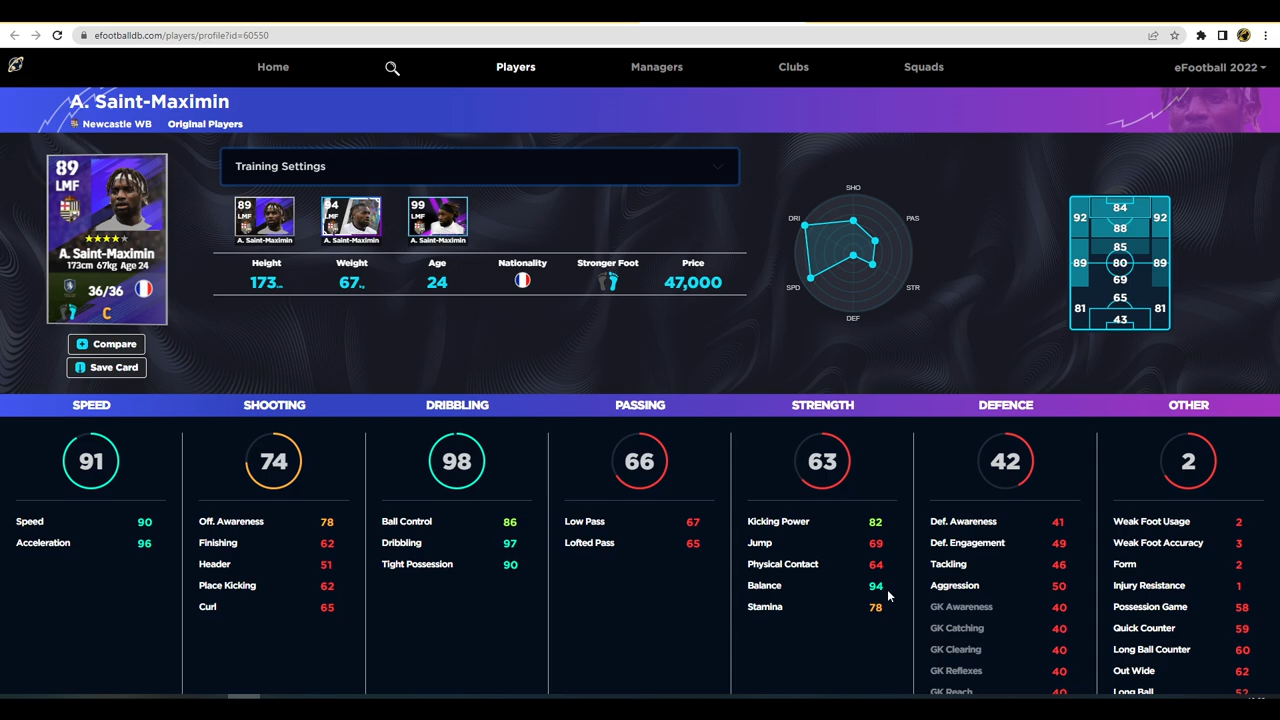 efootballdb.com/players/profile?id=60550
Home
Players
Managers
Clubs
Squads
eFootball 2022
A. Saint-Maximin
Newcastle WB
Original Players
89
LMF
A. Saint-Maximin
173cm 67kg Age 24
36/36
C
Compare
Save Card
Training Settings
89
LMF
A. Saint-Maximin
94
LMF
A. Saint-Maximin
99
LMF
A. Saint-Maximin
Height Weight Age Nationality Stronger Foot Price
173cm 67kg 24 47,000
SHO
PAS
STR
DEF
SPD
DRI
84
92 92
88
85
89 80 89
69
65
81 81
43
SPEED
91
Speed 90
Acceleration 96
SHOOTING
74
Off. Awareness 78
Finishing 62
Header 51
Place Kicking 62
Curl 65
DRIBBLING
98
Ball Control 86
Dribbling 97
Tight Possession 90
PASSING
66
Low Pass 67
Lofted Pass 65
STRENGTH
63
Kicking Power 82
Jump 69
Physical Contact 64
Balance 94
Stamina 78
DEFENCE
42
Def. Awareness 41
Def. Engagement 49
Tackling 46
Aggression 50
GK Awareness 40
GK Catching 40
GK Clearing 40
GK Reflexes 40
GK Reach 40
OTHER
2
Weak Foot Usage 2
Weak Foot Accuracy 3
Form 2
Injury Resistance 1
Possession Game 58
Quick Counter 59
Long Ball Counter 60
Out Wide 62
Long Ball 52